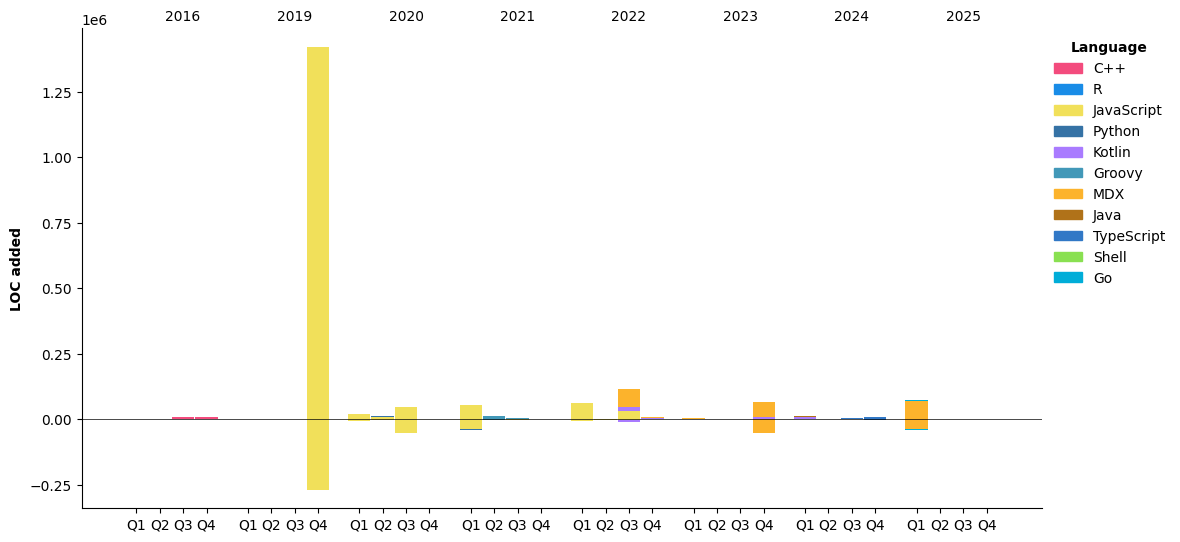 2016 2019 2020 2021 2022 2023 2024 2025
1e6
Language
C++
R
JavaScript
Python
Kotlin
Groovy
MDX
Java
TypeScript
Shell
Go
LOC added
1.25
1.00
0.75
0.50
0.25
0.00
−0.25
Q1 Q2 Q3 Q4 Q1 Q2 Q3 Q4 Q1 Q2 Q3 Q4 Q1 Q2 Q3 Q4 Q1 Q2 Q3 Q4 Q1 Q2 Q3 Q4 Q1 Q2 Q3 Q4 Q1 Q2 Q3 Q4